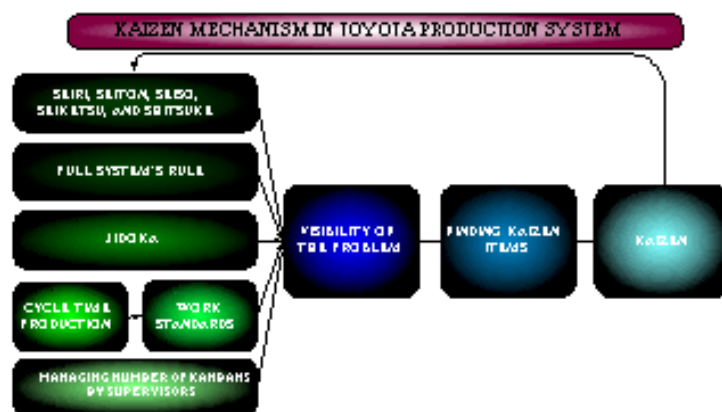 KAIZEN MECHANISM IN TOYOTA PRODUCTION SYSTEM
SEIRI, SEITON, SEISO,
SEIKETSU, AND SHITSUKE
PULL SYSTEM'S RULE
JIDOKA
CYCLE TIME
PRODUCTION
WORK
STANDARDS
MANAGING NUMBER OF KANBANS
BY SUPERVISORS
VISIBILITY OF
THE PROBLEM
FINDING KAIZEN
ITEMS
KAIZEN